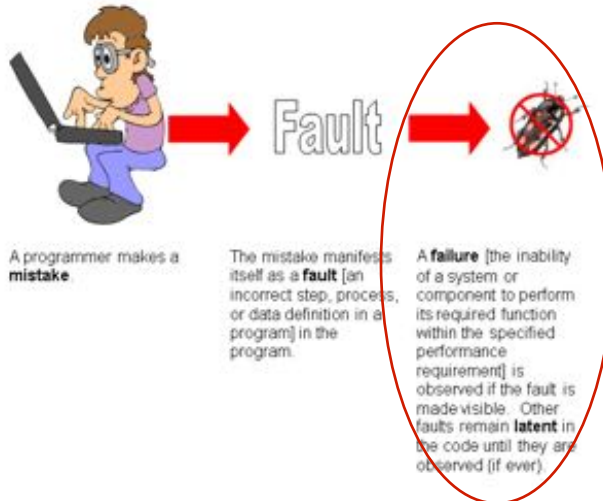 Fault
A programmer makes a
mistake
The mistake manifests
itself as a fault [an
incorrect step, process,
or data definition in a
program] in the
program.
A failure [the inability
of a system or
component to perform
its required function
within the specified
performance
requirement] is
observed if the fault is
made visible. Other
faults remain latent in
the code until they are
observed (if ever).